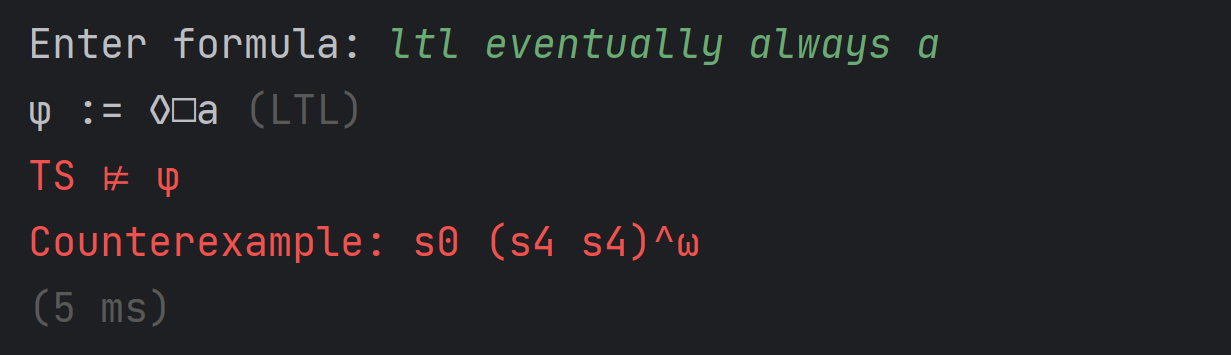 Enter formula: ltl eventually always a
φ := ◊□a (LTL)
TS ⊭ φ
Counterexample: s0 (s4 s4)^ω
(5 ms)